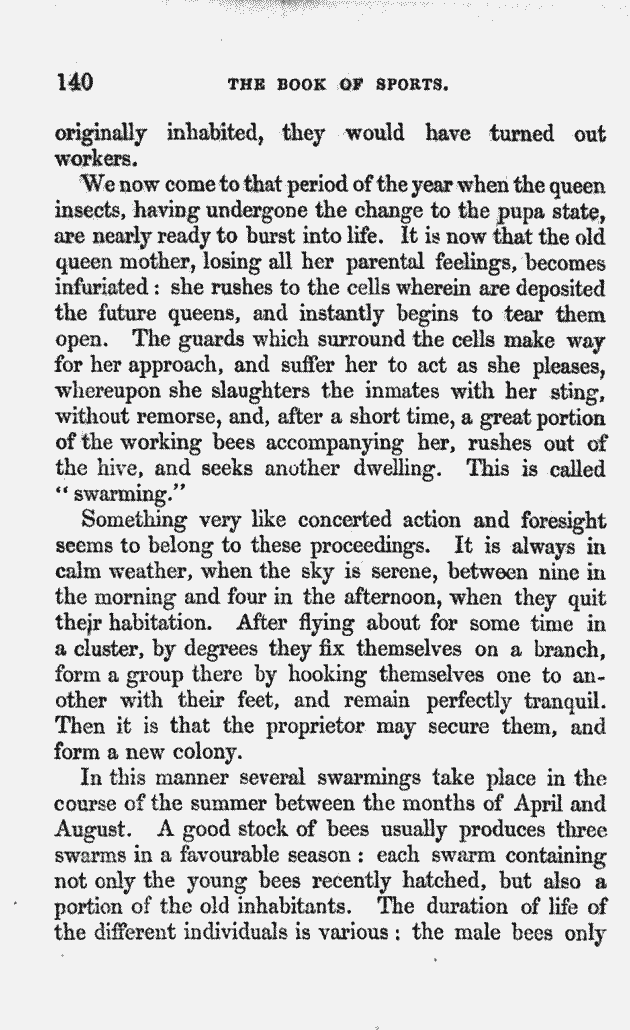 140 THE BOOK OF SPORTS.
originally inhabited, they would have turned out
workers.
We now come to that period of the year when the queen
insects, having undergone the change to the pupa state,
are nearly ready to burst into life. It is now that the old
queen mother, losing all her parental feelings, becomes
infuriated : she rushes to the cells wherein are deposited
the future queens, and instantly begins to tear them
open. The guards which surround the cells make way
for her approach, and suffer her to act as she pleases,
whereupon she slaughters the inmates with her sting,
without remorse, and, after a short time, a great portion
of the working bees accompanying her, rushes out of
the hive, and seeks another dwelling. This is called
“ swarming.”
Something very like concerted action and foresight
seems to belong to these proceedings. It is always in
calm weather, when the sky is serene, between nine in
the morning and four in the afternoon, when they quit
thejr habitation. After flying about for some time in
a cluster, by degrees they fix themselves on a branch,
form a group there by hooking themselves one to an-
other with their feet, and remain perfectly tranquil.
Then it is that the proprietor may secure them, and
form a new colony.
In this manner several swarmings take place in the
course of the summer between the months of April and
August. A good stock of bees usually produces three
swarms in a favourable season : each swarm containing
not only the young bees recently hatched, but also a
portion of the old inhabitants. The duration of life of
the different individuals is various : the male bees only